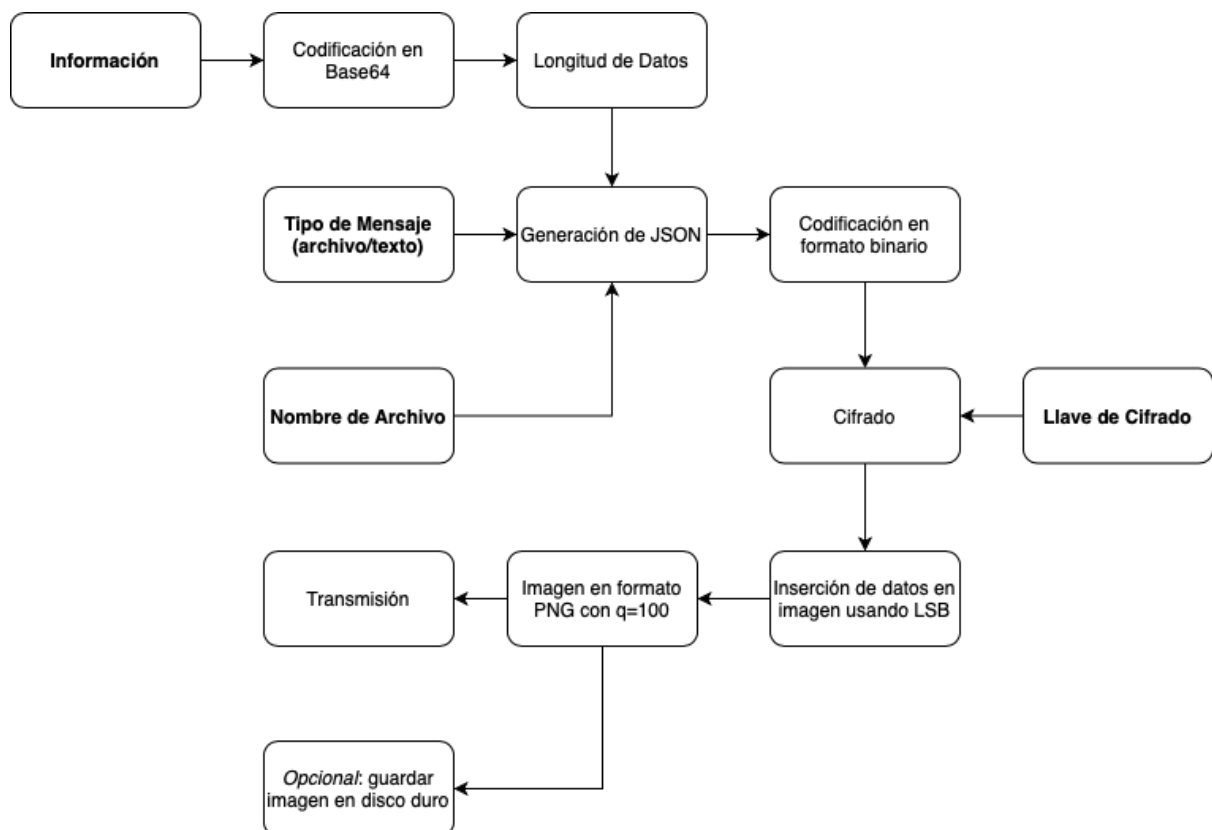 Información
Codificación en
Base64
Longitud de Datos
Tipo de Mensaje
(archivo/texto)
Generación de JSON
Codificación en
formato binario
Nombre de Archivo
Cifrado
Llave de Cifrado
Transmisión
Imagen en formato
PNG con q=100
Inserción de datos en
imagen usando LSB
Opcional: guardar
imagen en disco duro